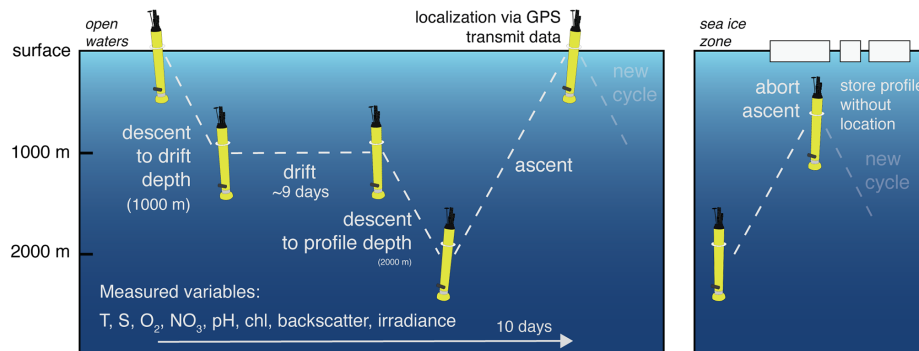 open
waters
surface
localization via GPS
transmit data
new
cycle
descent
to drift
depth
(1000 m)
1000 m
drift
~9 days
ascent
descent
to profile depth
(2000 m)
2000 m
Measured variables:
T, S, O₂, NO₃, pH, chl, backscatter, irradiance
10 days
sea ice
zone
abort
ascent
store profile
without
location
new
cycle